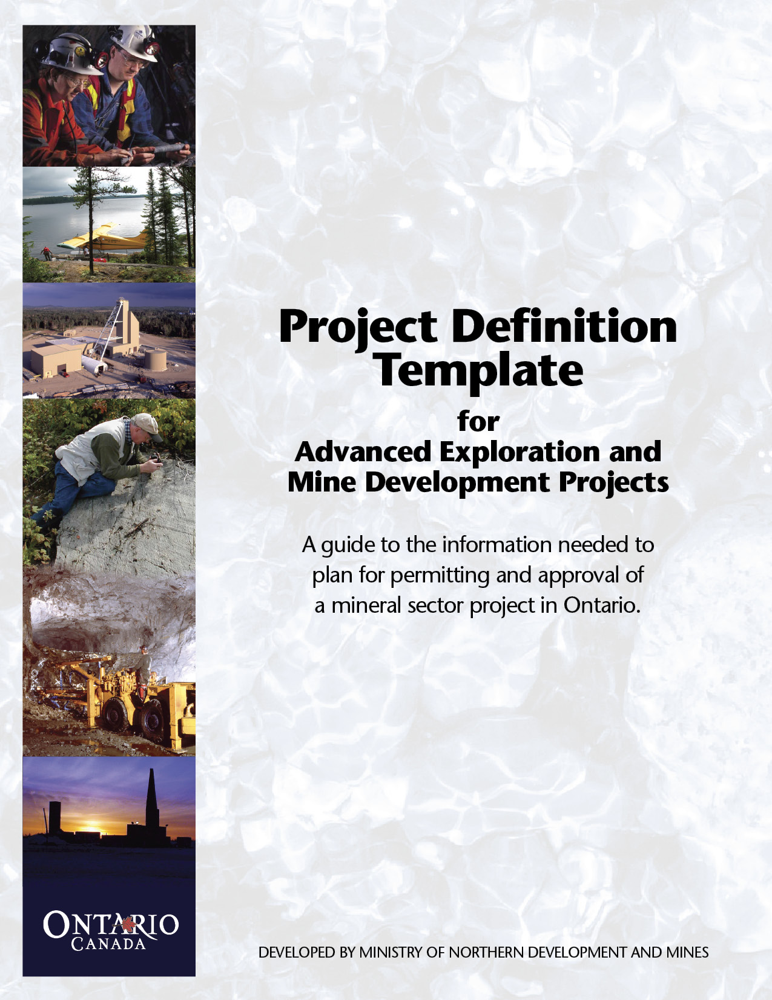 Project Definition
Template
for
Advanced Exploration and
Mine Development Projects
A guide to the information needed to
plan for permitting and approval of
a mineral sector project in Ontario.
ONTARIO
CANADA
DEVELOPED BY MINISTRY OF NORTHERN DEVELOPMENT AND MINES